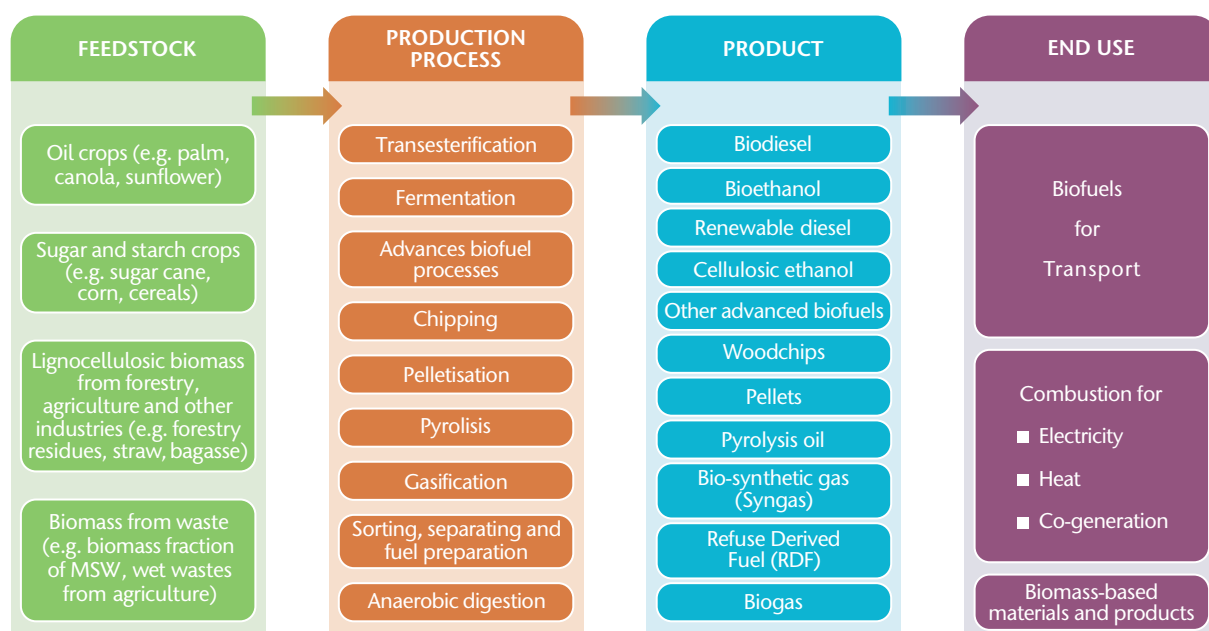 FEEDSTOCK
Oil crops (e.g. palm,
canola, sunflower)
Sugar and starch crops
(e.g. sugar cane,
corn, cereals)
Lignocellulosic biomass
from forestry,
agriculture and other
industries (e.g. forestry
residues, straw, bagasse)
Biomass from waste
(e.g. biomass fraction
of MSW, wet wastes
from agriculture)
PRODUCTION
PROCESS
Transesterification
Fermentation
Advances biofuel
processes
Chipping
Pelletisation
Pyrolisis
Gasification
Sorting, separating and
fuel preparation
Anaerobic digestion
PRODUCT
Biodiesel
Bioethanol
Renewable diesel
Cellulosic ethanol
Other advanced biofuels
Woodchips
Pellets
Pyrolysis oil
Bio-synthetic gas
(Syngas)
Refuse Derived
Fuel (RDF)
Biogas
END USE
Biofuels
for
Transport
Combustion for
■ Electricity
■ Heat
■ Co-generation
Biomass-based
materials and products